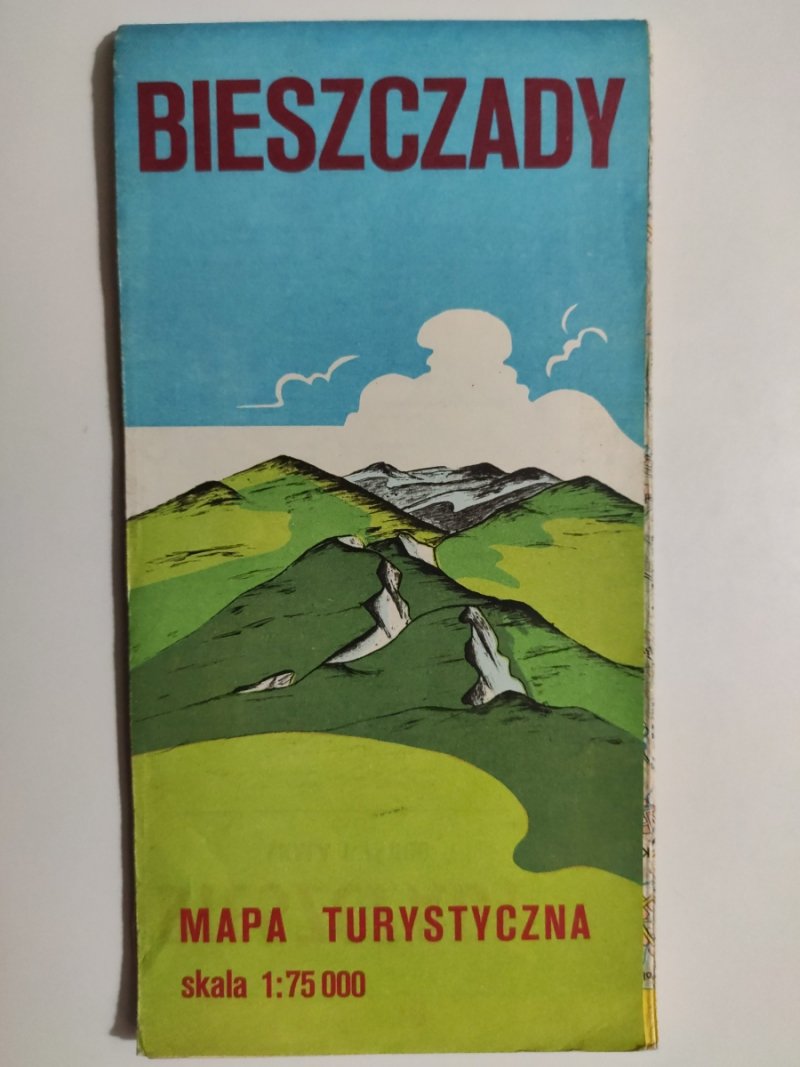 BIESZCZADY
MAPA TURYSTYCZNA
skala 1:75 000